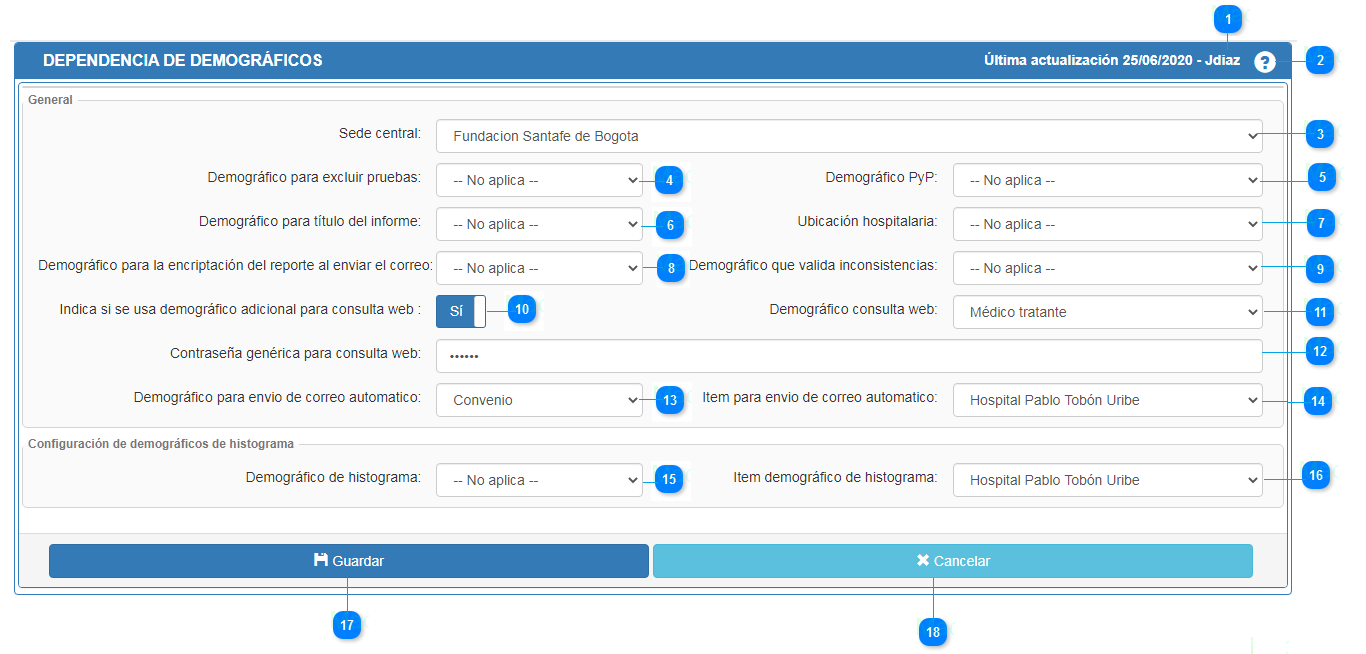 1
DEPENDENCIA DE DEMOGRÁFICOS
Última actualización 25/06/2020 - Jdiaz ? 2
General
Sede central: Fundacion Santafe de Bogota 3
Demográfico para excluir pruebas: -- No aplica -- 4 Demográfico PyP: -- No aplica -- 5
Demográfico para título del informe: -- No aplica -- 6 Ubicación hospitalaria: -- No aplica -- 7
Demográfico para la encriptación del reporte al enviar el correo: -- No aplica -- 8 Demográfico que valida inconsistencias: -- No aplica -- 9
Indica si se usa demográfico adicional para consulta web : Sí 10 Demográfico consulta web: Médico tratante 11
Contraseña genérica para consulta web: •••••• 12
Demográfico para envio de correo automatico: Convenio 13 Item para envio de correo automatico: Hospital Pablo Tobón Uribe 14
Configuración de demográficos de histograma
Demográfico de histograma: -- No aplica -- 15 Item demográfico de histograma: Hospital Pablo Tobón Uribe 16
Guardar Cancelar
17 18